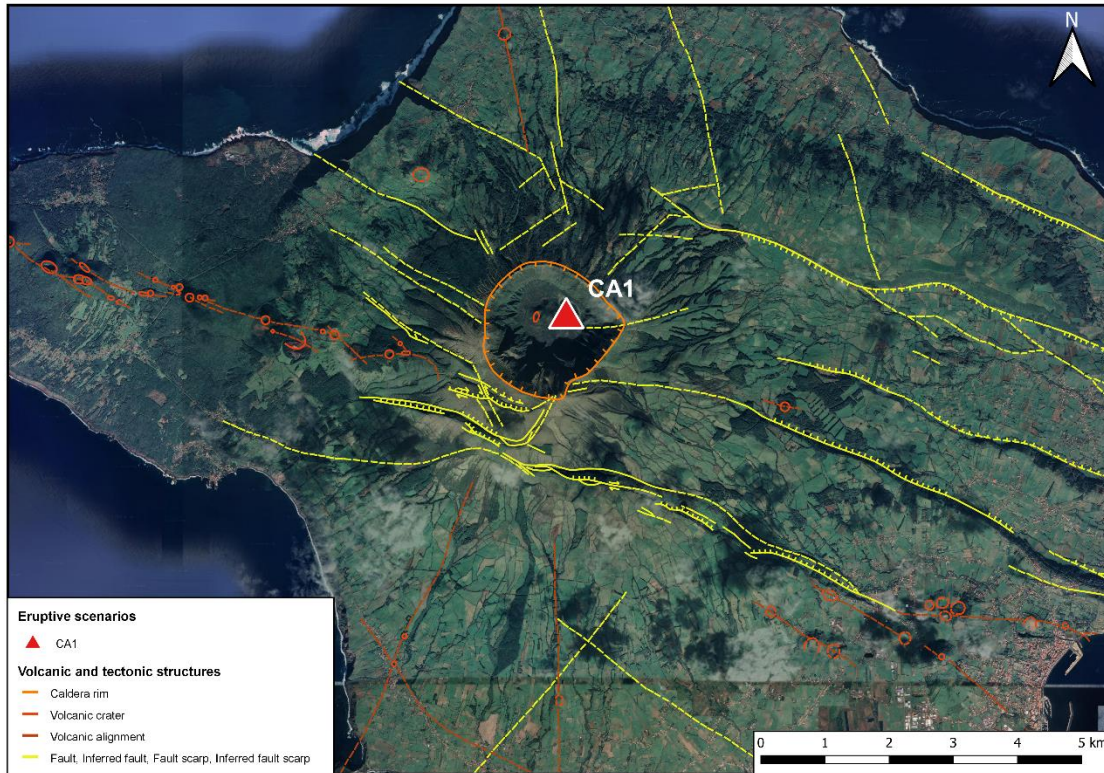 N
CA1
Eruptive scenarios
CA1
Volcanic and tectonic structures
Caldera rim
Volcanic crater
Volcanic alignment
Fault, Inferred fault, Fault scarp, Inferred fault scarp
0 1 2 3 4 5 km